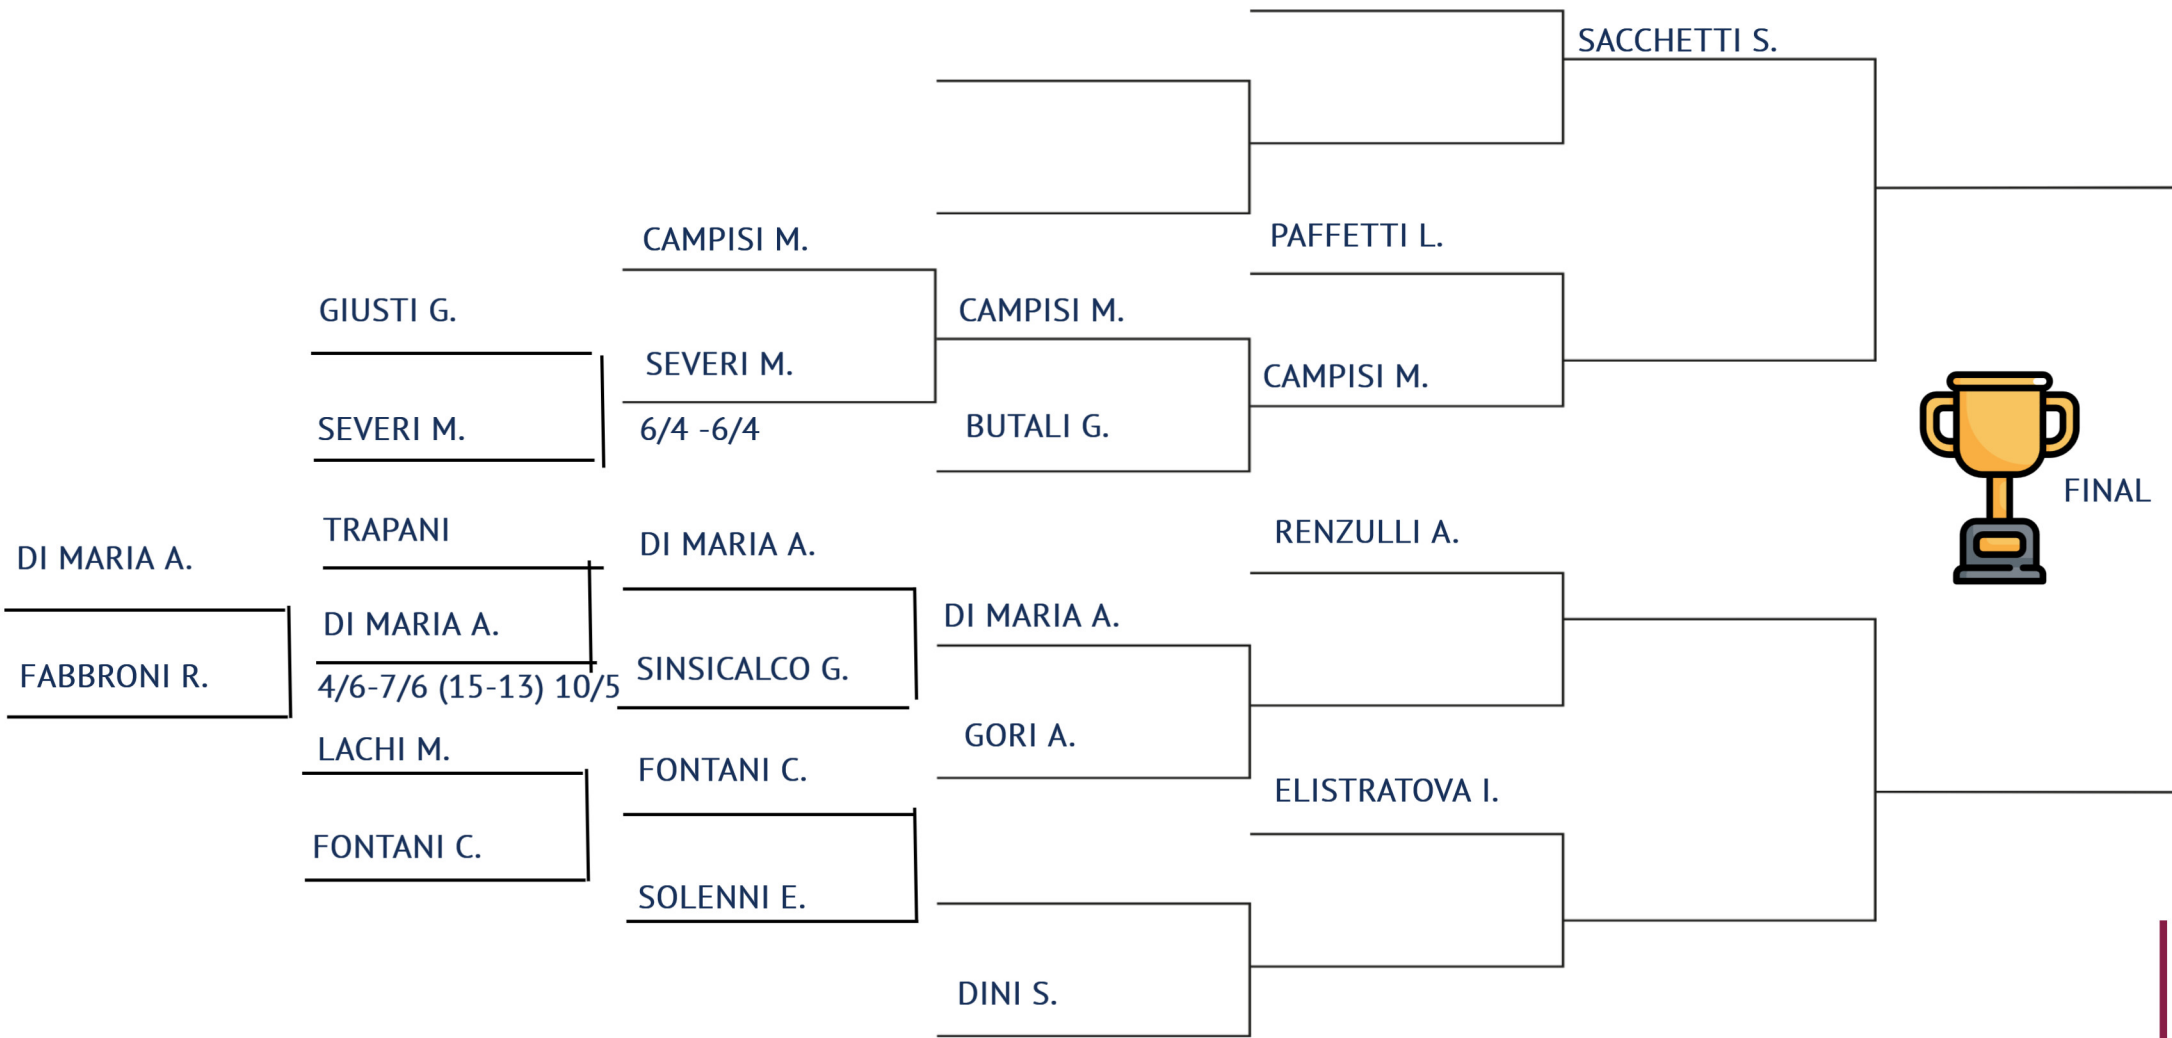 SACCHETTI S.
CAMPISI M.
PAFFETTI L.
GIUSTI G.
CAMPISI M.
SEVERI M.
CAMPISI M.
SEVERI M.
6/4 -6/4
BUTALI G.
FINAL
TRAPANI
DI MARIA A.
RENZULLI A.
DI MARIA A.
DI MARIA A.
DI MARIA A.
FABBRONI R.
4/6-7/6 (15-13) 10/5
SINSICALCO G.
LACHI M.
GORI A.
FONTANI C.
ELISTRATOVA I.
FONTANI C.
SOLENNI E.
DINI S.